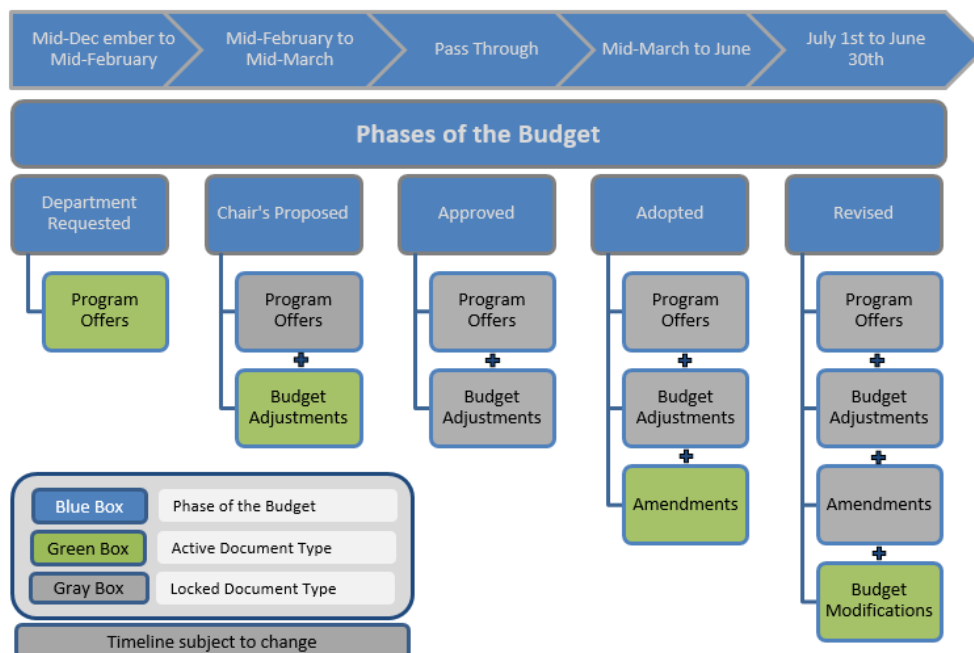 Mid-Dec ember to
Mid-February
Mid-February to
Mid-March
Pass Through
Mid-March to June
July 1st to June
30th
Phases of the Budget
Department
Requested
Chair's Proposed
Approved
Adopted
Revised
Program
Offers
Program
Offers
Program
Offers
Program
Offers
Program
Offers
Budget
Adjustments
Budget
Adjustments
Budget
Adjustments
Budget
Adjustments
Amendments
Amendments
Budget
Modifications
Blue Box
Phase of the Budget
Green Box
Active Document Type
Gray Box
Locked Document Type
Timeline subject to change